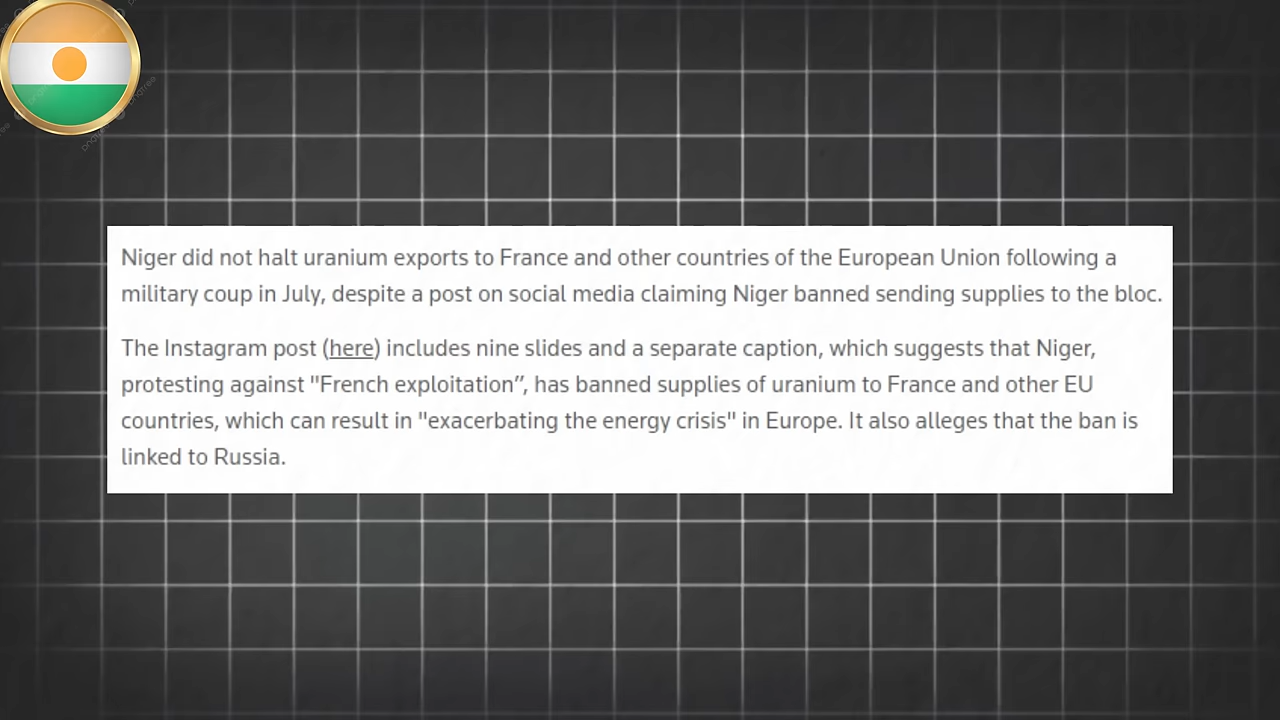 Niger did not halt uranium exports to France and other countries of the European Union following a
military coup in July, despite a post on social media claiming Niger banned sending supplies to the bloc.
The Instagram post (here) includes nine slides and a separate caption, which suggests that Niger,
protesting against "French exploitation”, has banned supplies of uranium to France and other EU
countries, which can result in "exacerbating the energy crisis" in Europe. It also alleges that the ban is
linked to Russia.